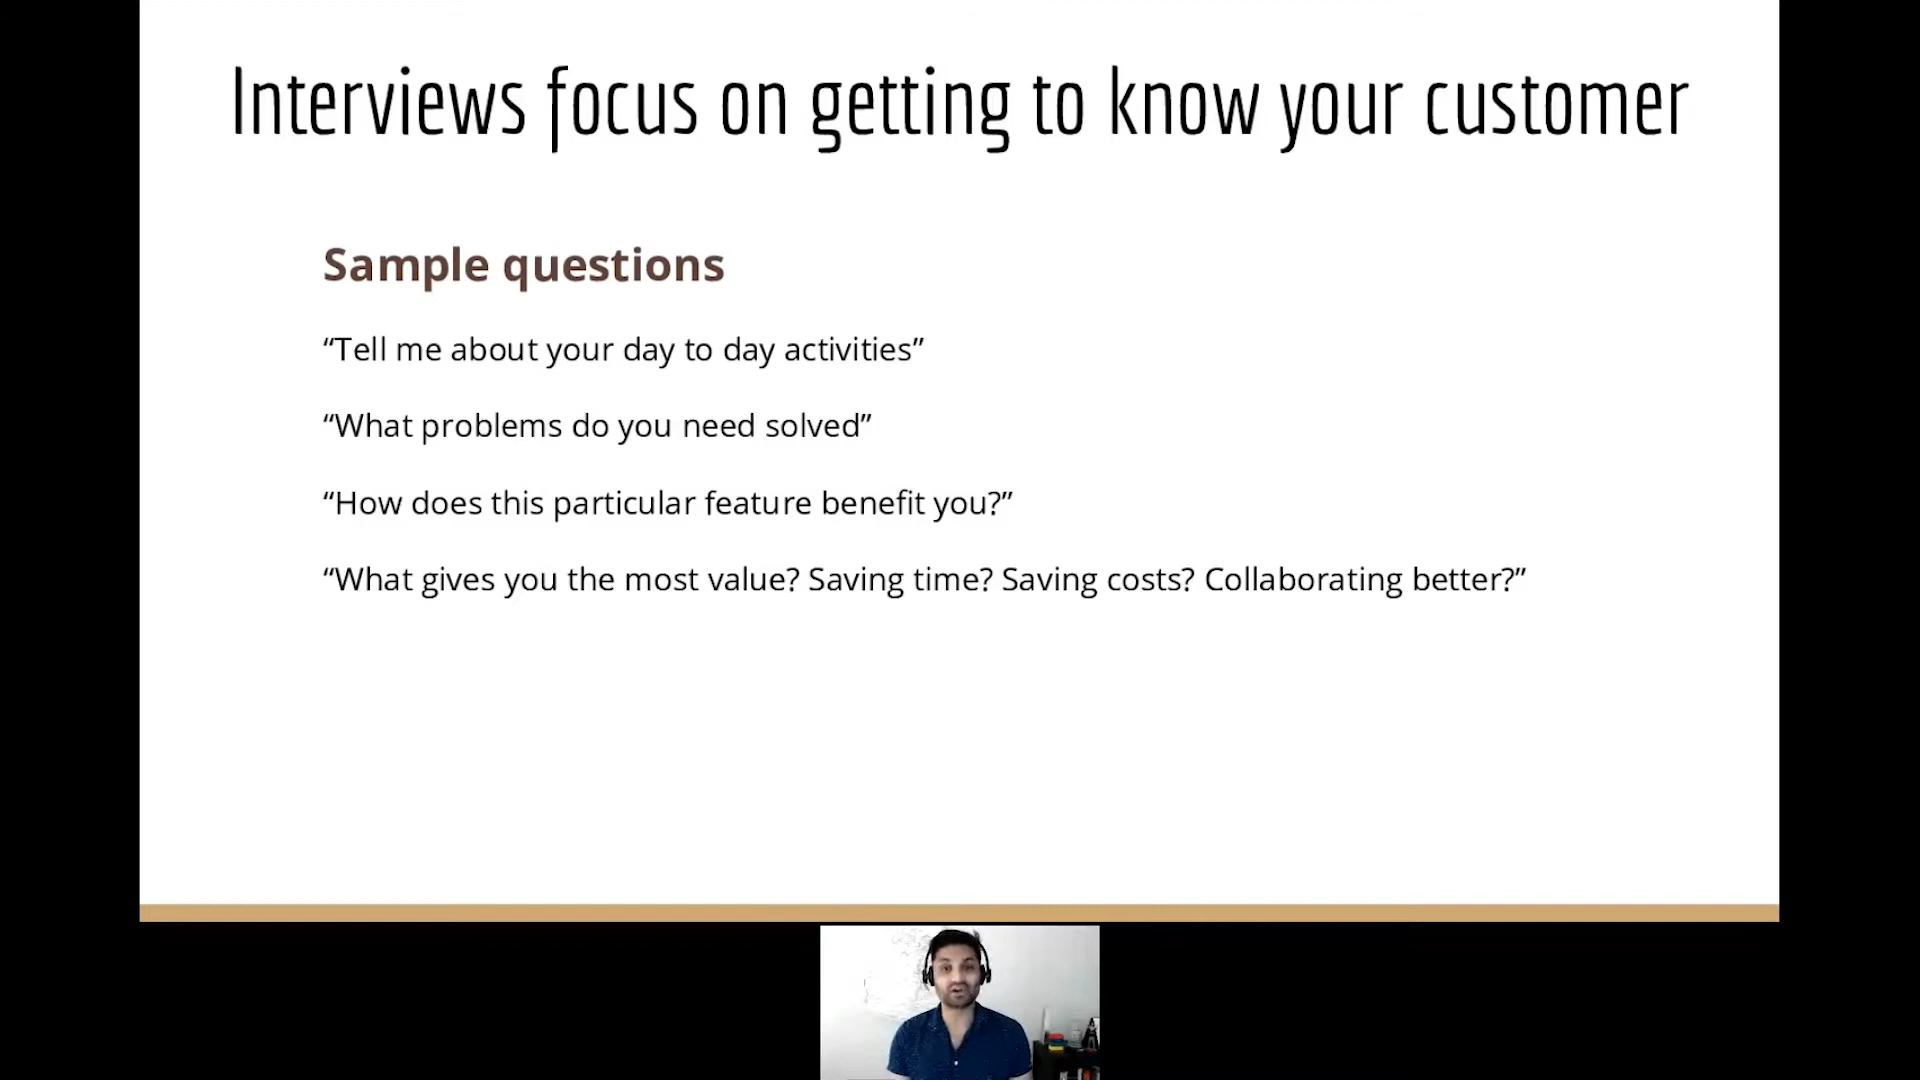 Interviews focus on getting to know your customer
Sample questions
“Tell me about your day to day activities”
“What problems do you need solved”
“How does this particular feature benefit you?”
“What gives you the most value? Saving time? Saving costs? Collaborating better?”